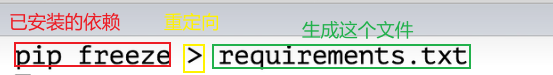 已安装的依赖 重定向 生成这个文件
pip freeze > requirements.txt